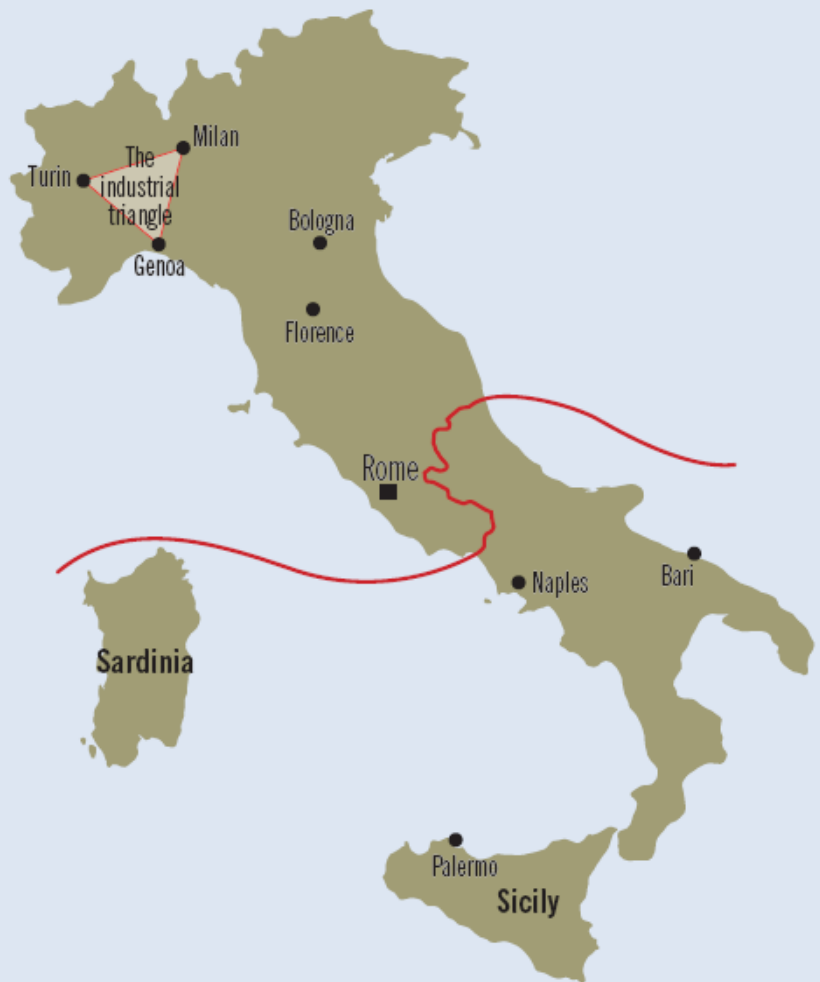 Milan
The
Turin
industrial
triangle
Bologna
Genoa
Florence
Rome
Bari
Naples
Sardinia
Palermo
Sicily